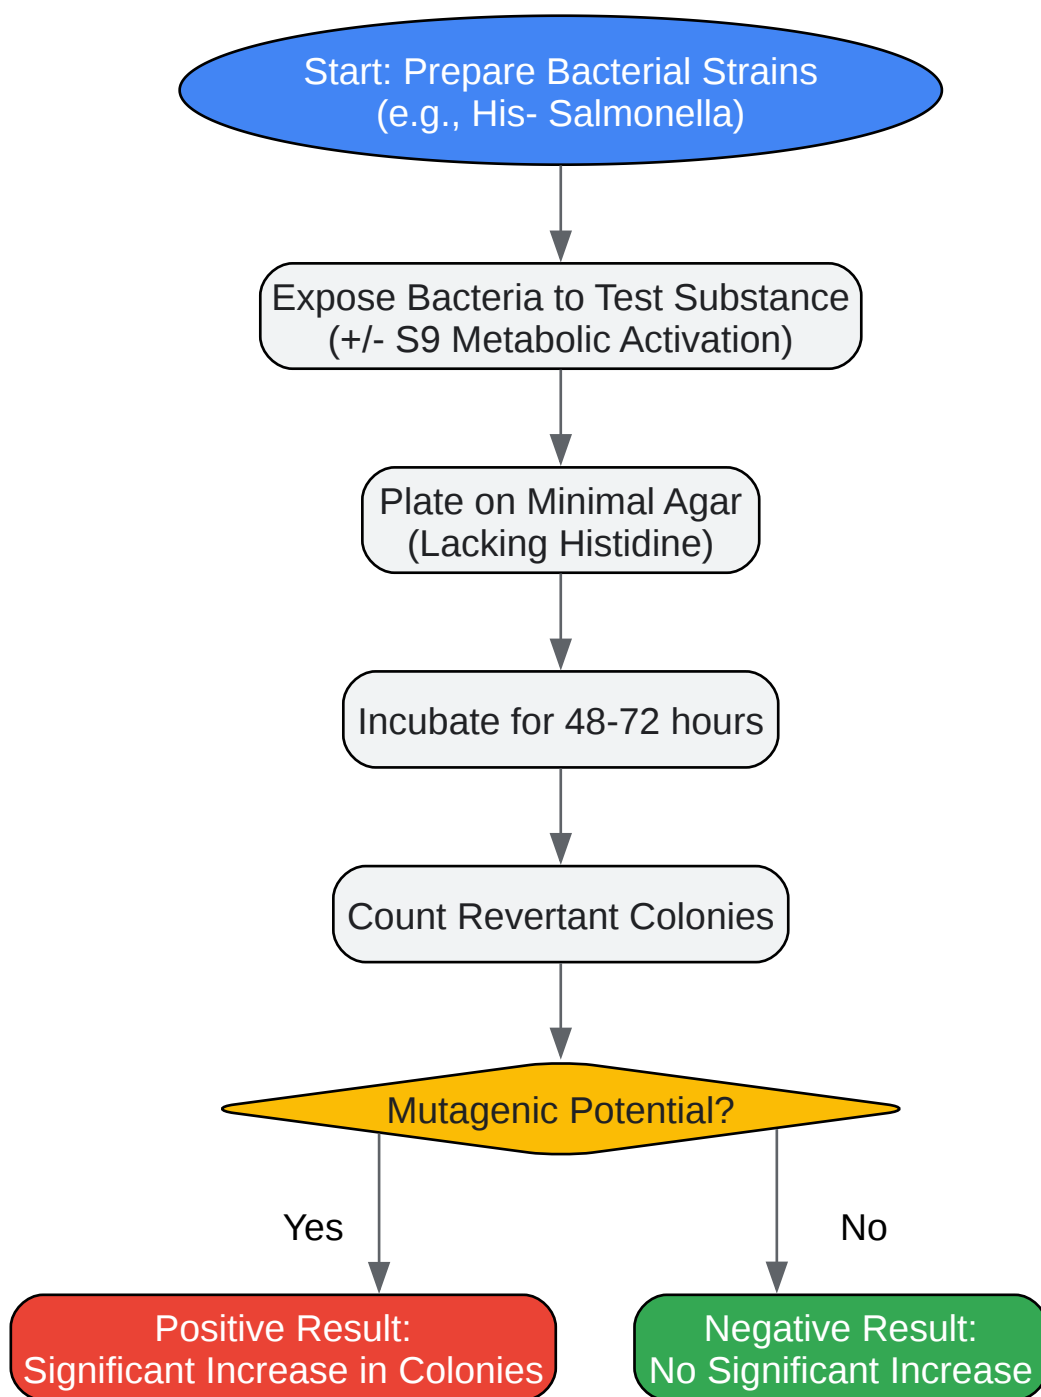 Start: Prepare Bacterial Strains
(e.g., His- Salmonella)
Expose Bacteria to Test Substance
(+/- S9 Metabolic Activation)
Plate on Minimal Agar
(Lacking Histidine)
Incubate for 48-72 hours
Count Revertant Colonies
Mutagenic Potential?
Yes
No
Positive Result:
Significant Increase in Colonies
Negative Result:
No Significant Increase